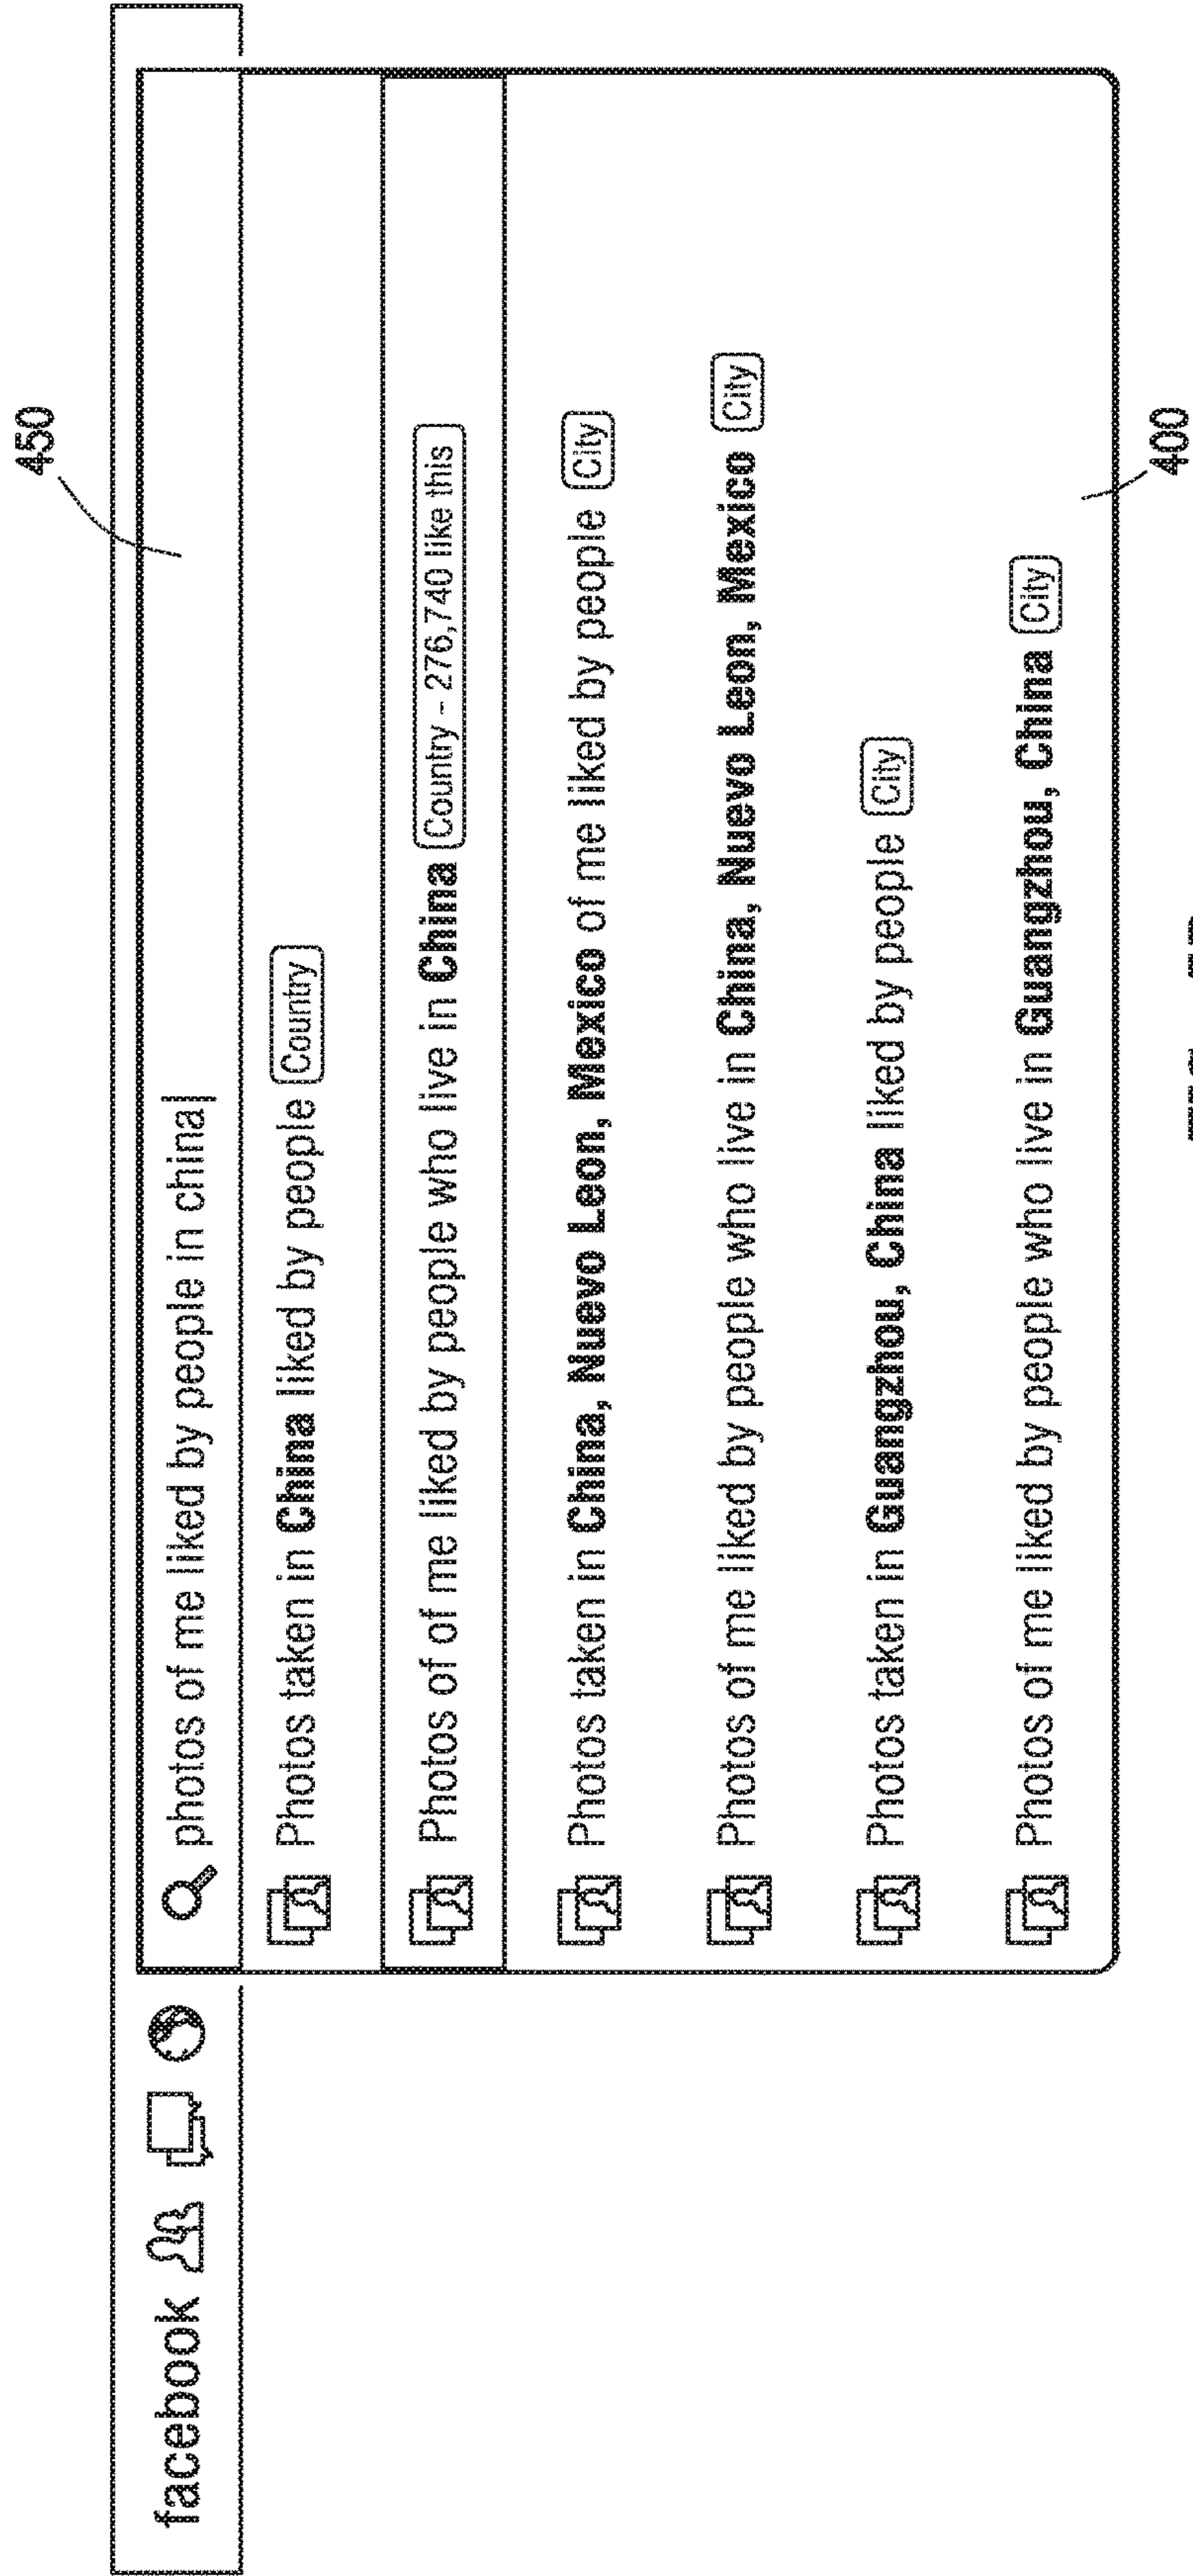 450
facebook photos of me liked by people in china
Photos taken in China liked by people Country
Photos of of me liked by people who live in China Country - 276,740 like this
Photos taken in China, Nuevo Leon, Mexico of me liked by people City
Photos of me liked by people who live in China, Nuevo Leon, Mexico City
Photos taken in Guangzhou, China liked by people City
Photos of me liked by people who live in Guangzhou, China City
400